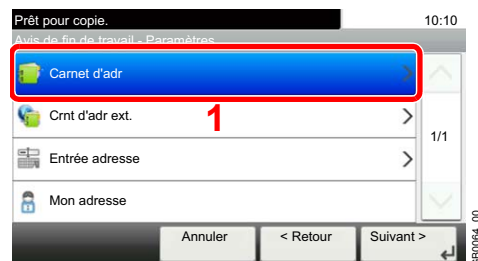 Prêt pour copie.
10:10
Avis de fin de travail - Paramètres
Carnet d'adr
Crnt d'adr ext.
1
1/1
Entrée adresse
Mon adresse
Annuler
< Retour
Suivant >